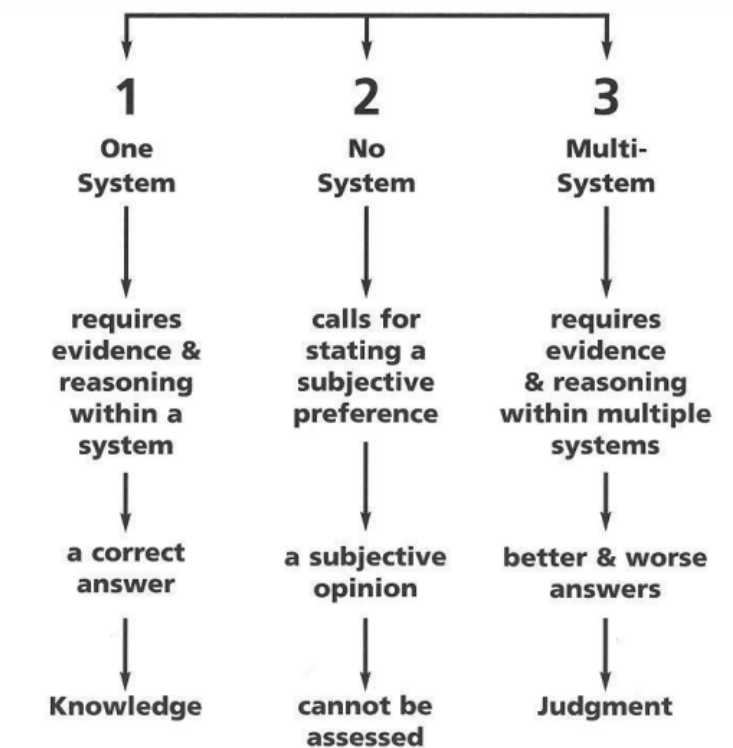 1
One
System
requires
evidence &
reasoning
within a
system
a correct
answer
Knowledge
2
No
System
calls for
stating a
subjective
preference
a subjective
opinion
cannot be
assessed
3
Multi-
System
requires
evidence
& reasoning
within multiple
systems
better & worse
answers
Judgment